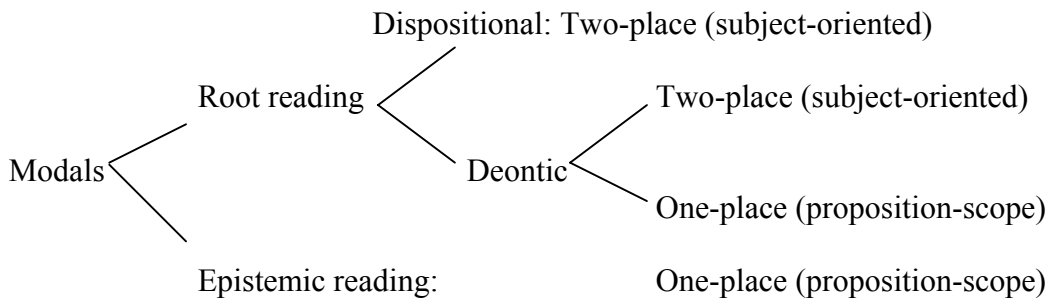 Dispositional: Two-place (subject-oriented)
Root reading Two-place (subject-oriented)
Modals Deontic
One-place (proposition-scope)
Epistemic reading: One-place (proposition-scope)